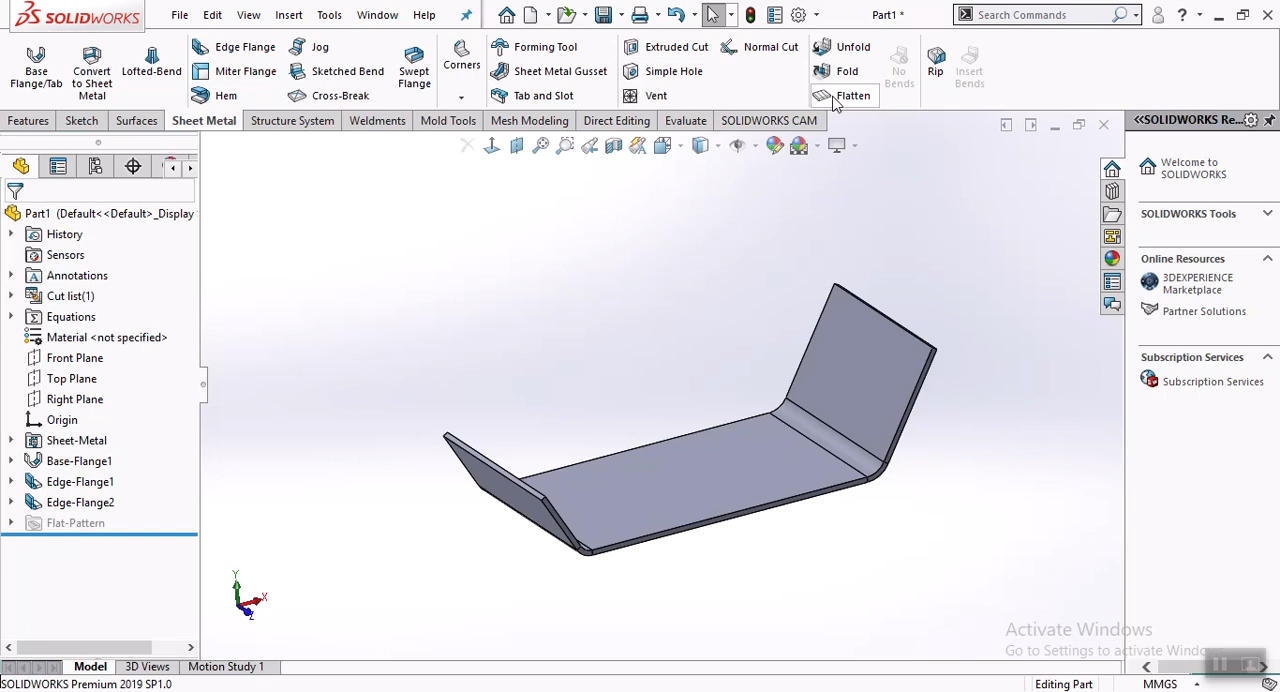 SOLIDWORKS File Edit View Insert Tools Window Help Part1 * Search Commands ?
Edge Flange Jog Forming Tool Extruded Cut Normal Cut Unfold
Base Flange/Tab Convert to Sheet Metal Lofted-Bend Miter Flange Sketched Bend Swept Flange Corners Sheet Metal Gusset Simple Hole Fold No Bends Rip Insert Bends
Hem Cross-Break Tab and Slot Vent Flatten
Features Sketch Surfaces Sheet Metal Structure System Weldments Mold Tools Mesh Modeling Direct Editing Evaluate SOLIDWORKS CAM
Part1 (Default<<Default>_Display
History
Sensors
Annotations
Cut list(1)
Equations
Material <not specified>
Front Plane
Top Plane
Right Plane
Origin
Sheet-Metal
Base-Flange1
Edge-Flange1
Edge-Flange2
Flat-Pattern
Y
X
Z
<<SOLIDWORKS Re...
Welcome to
SOLIDWORKS
SOLIDWORKS Tools
Online Resources
3DEXPERIENCE
Marketplace
Partner Solutions
Subscription Services
Subscription Services
Activate Windows
Go to Settings to activate Windows
Model 3D Views Motion Study 1
SOLIDWORKS Premium 2019 SP1.0 Editing Part MMGS